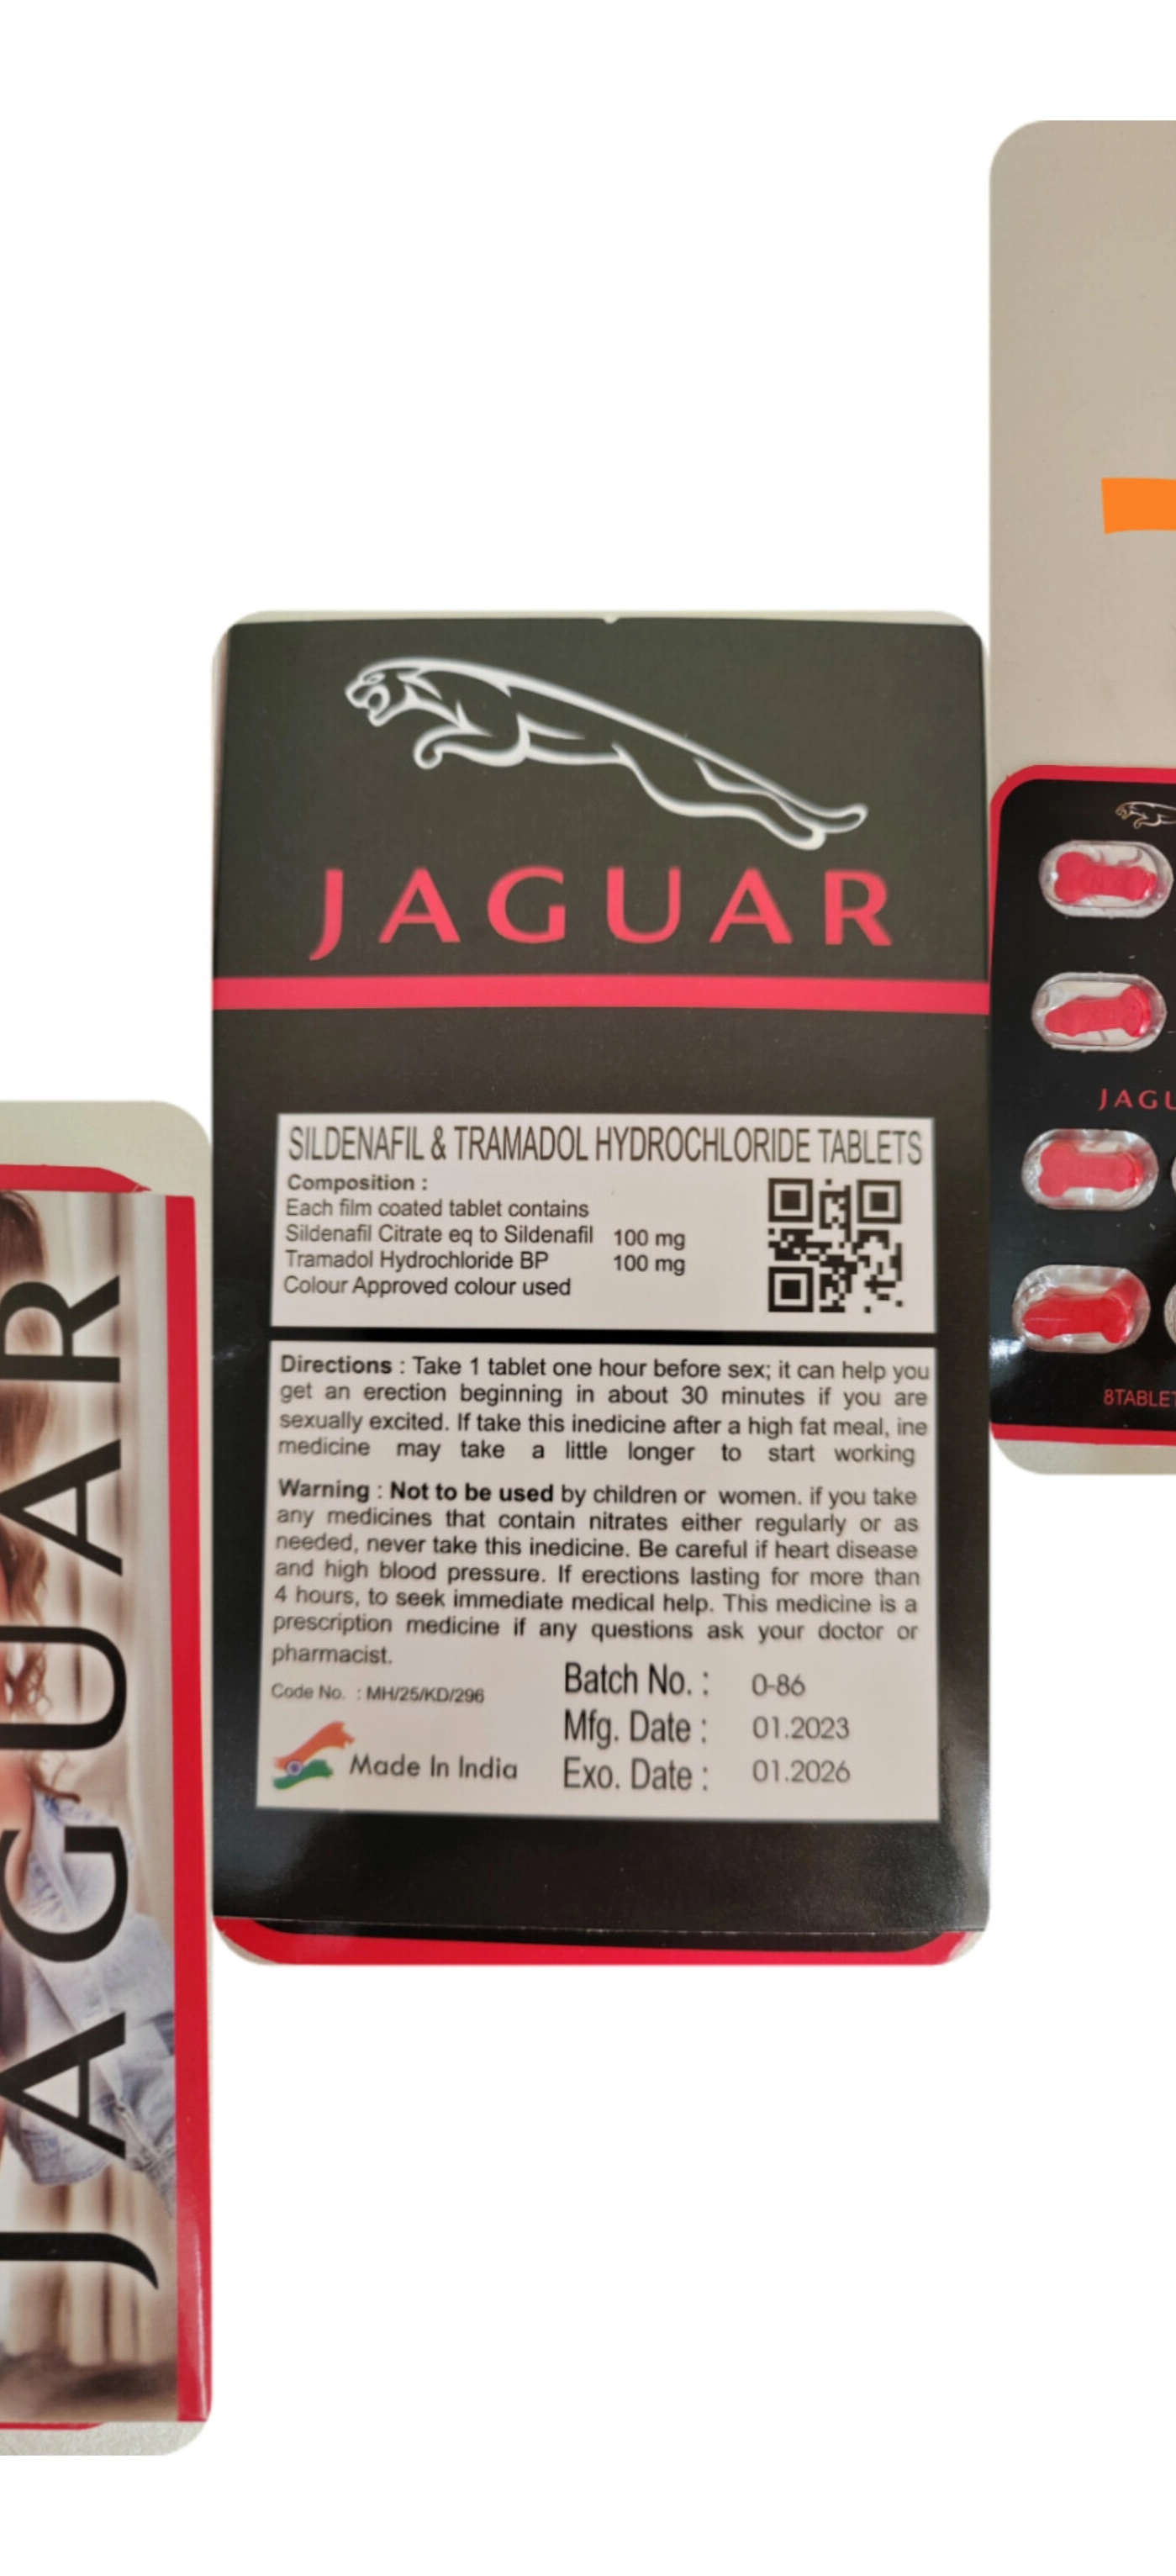 JAGUAR
JAGUAR
SILDENAFIL & TRAMADOL HYDROCHLORIDE TABLETS
Composition :
Each film coated tablet contains
Sildenafil Citrate eq to Sildenafil 100 mg
Tramadol Hydrochloride BP 100 mg
Colour Approved colour used
Directions : Take 1 tablet one hour before sex; it can help you
get an erection beginning in about 30 minutes if you are
sexually excited. If take this inedicine after a high fat meal, ine
medicine may take a little longer to start working
Warning : Not to be used by children or women. if you take
any medicines that contain nitrates either regularly or as
needed, never take this inedicine. Be careful if heart disease
and high blood pressure. If erections lasting for more than
4 hours, to seek immediate medical help. This medicine is a
prescription medicine if any questions ask your doctor or
pharmacist.
Code No. : MH/25/KD/296
Made In India
Batch No. : 0-86
Mfg. Date : 01.2023
Exo. Date : 01.2026
JAGU
8TABLET